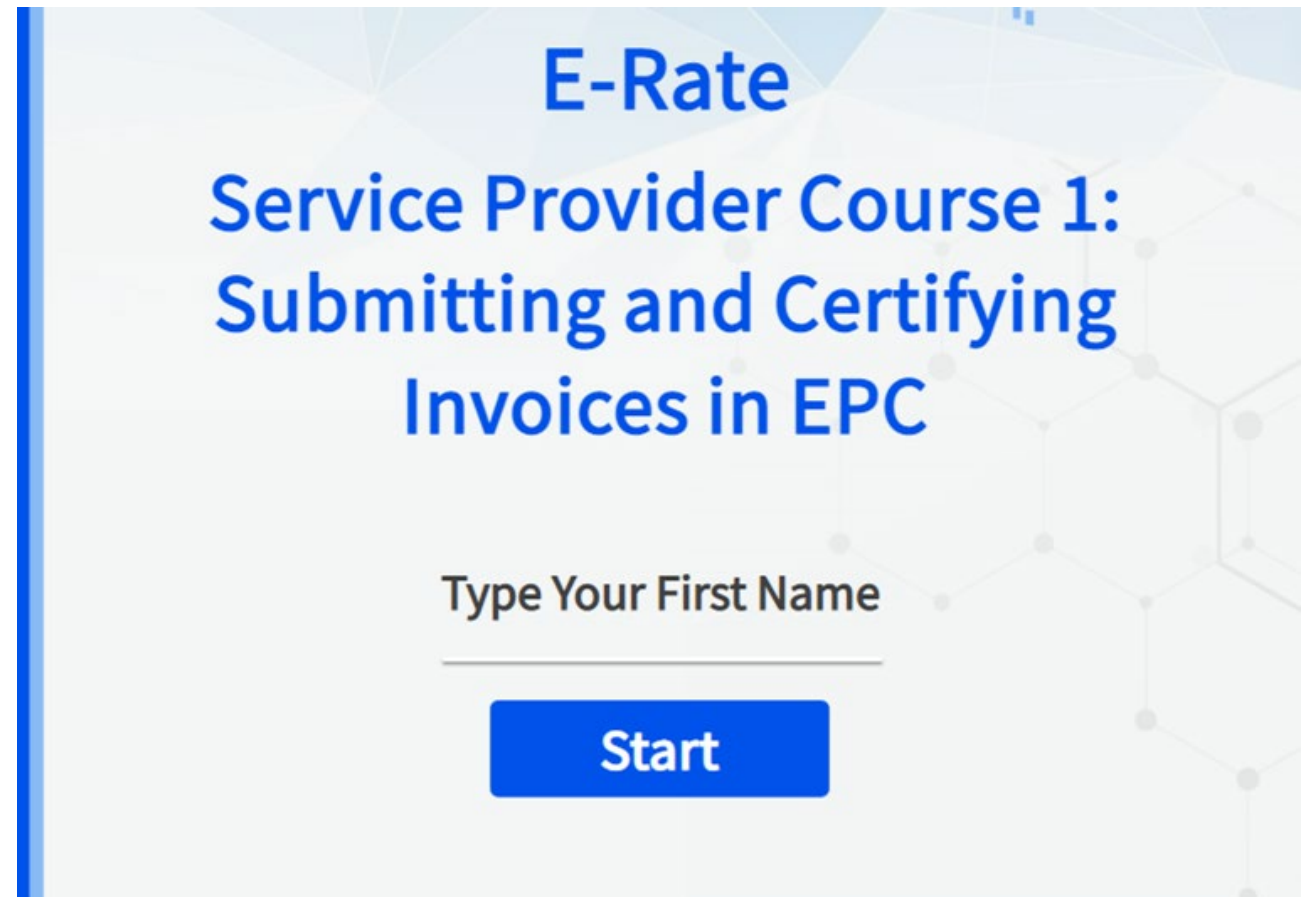 E-Rate
Service Provider Course 1:
Submitting and Certifying
Invoices in EPC
Type Your First Name
Start